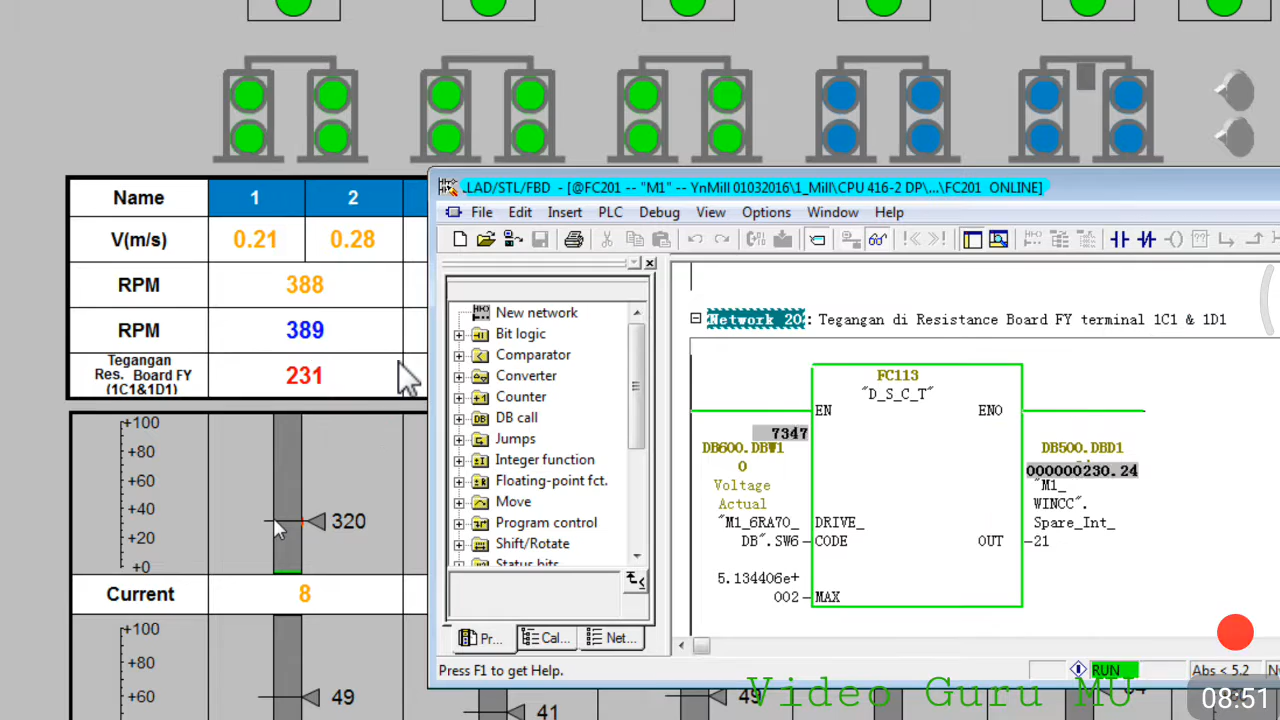 LAD/STL/FBD - [@FC201 -- "M1" -- YnMill 01032016\1_Mill\CPU 416-2 DP\...\FC201 ONLINE]
File Edit Insert PLC Debug View Options Window Help
Name 1 2
V(m/s) 0.21 0.28
RPM 388
RPM 389
Tegangan
Res. Board FY
(1C1&1D1)
231
+100
+80
+60
+40
+20
+0
320
Current 8
+100
+80
+60
49
41
New network
Bit logic
Comparator
Converter
Counter
DB call
Jumps
Integer function
Floating-point fct.
Move
Program control
Shift/Rotate
Status bits
Pr... Cal... Net...
Network 20: Tegangan di Resistance Board FY terminal 1C1 & 1D1
FC113
"D_S_C_T"
EN ENO
7347
DB600.DBW1
0
Voltage
Actual
"M1_6RA70_
DB".SW6
DRIVE_
CODE
5.134406e+
002
MAX
OUT
DB500.DBD1
000000230.24
"M1_
WINCC".
Spare_Int_
21
Press F1 to get Help.
RUN
Abs < 5.2
Video Guru MU
08:51